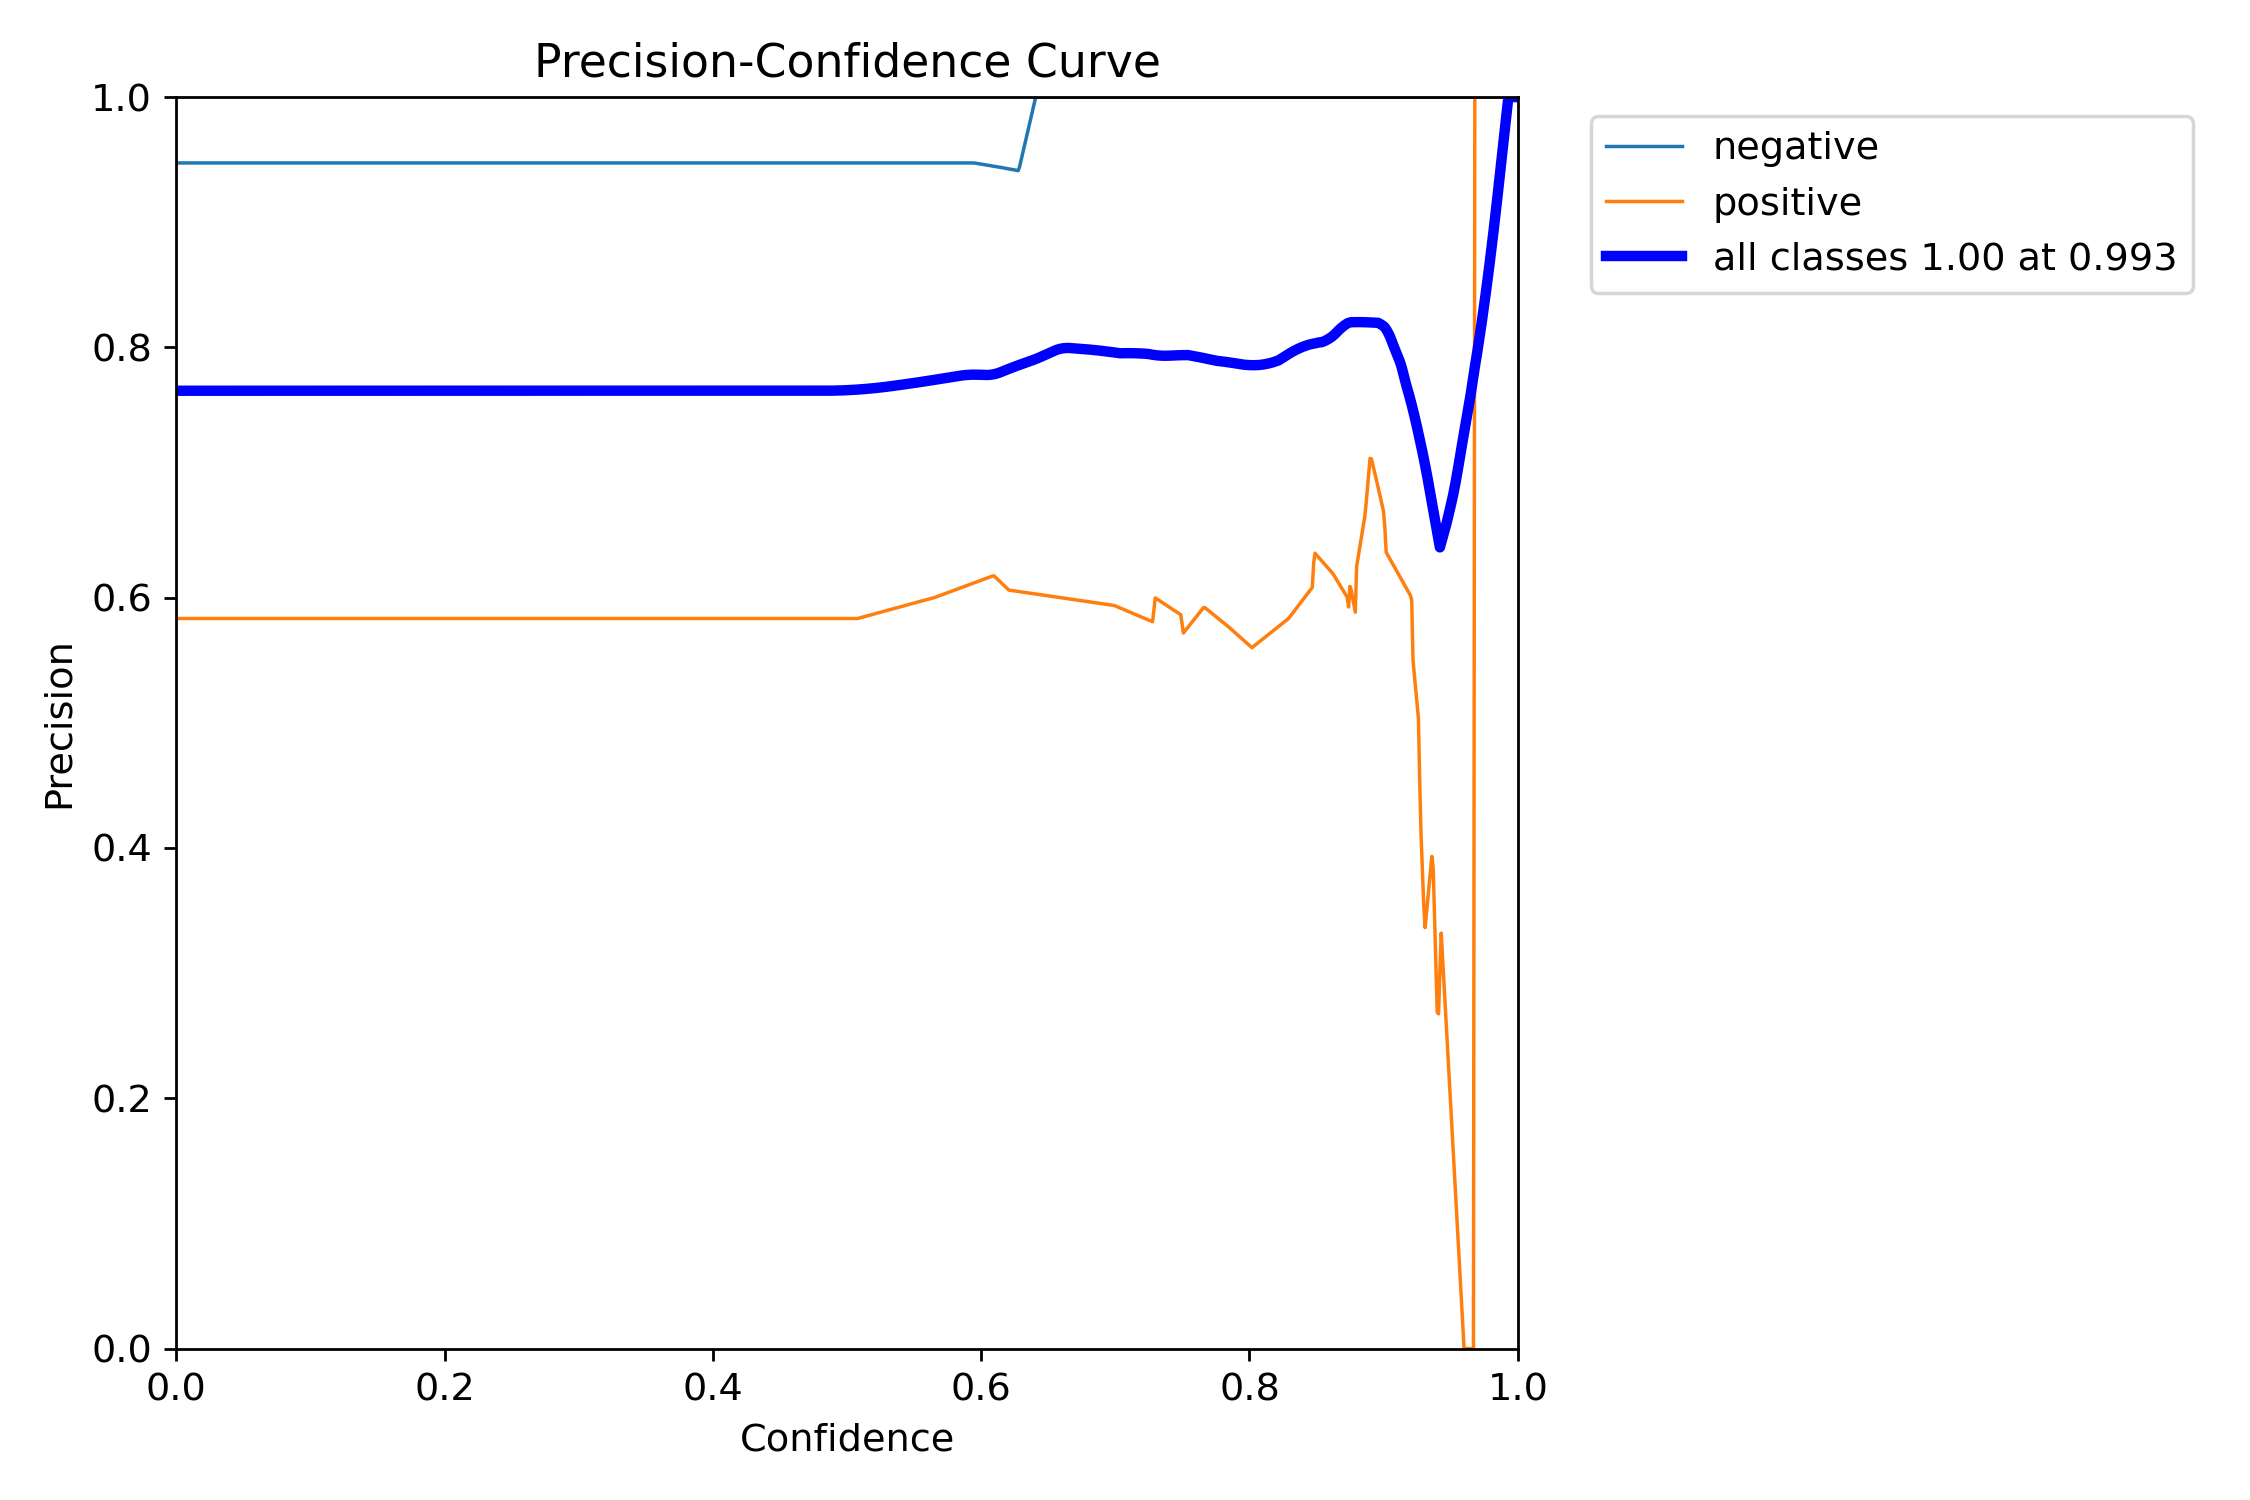 Precision-Confidence Curve
1.0
0.8
0.6
0.4
0.2
0.0
Precision
0.0 0.2 0.4 0.6 0.8 1.0
Confidence
negative
positive
all classes 1.00 at 0.993